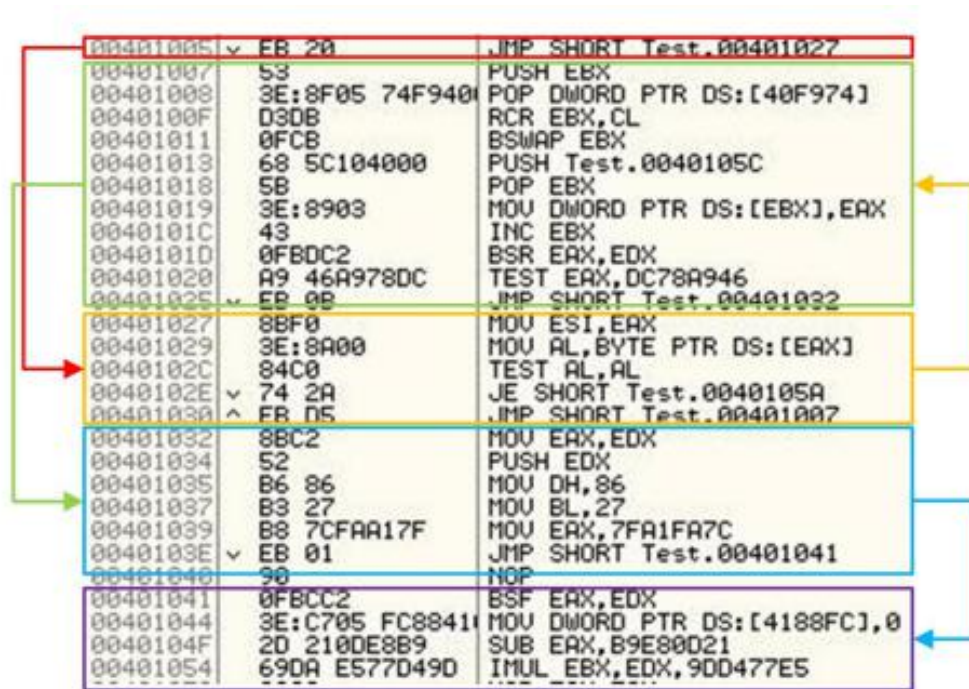 00401005 EB 20 JMP SHORT Test.00401027
00401007 53 PUSH EBX
00401008 3E:8F05 74F9400 POP DWORD PTR DS:[40F974]
0040100F D3DB RCR EBX,CL
00401011 0FCB BSWAP EBX
00401013 68 5C104000 PUSH Test.0040105C
00401018 5B POP EBX
00401019 3E:8903 MOV DWORD PTR DS:[EBX],EAX
0040101C 43 INC EBX
0040101D 0FBDC2 BSR EAX,EDX
00401020 A9 46A978DC TEST EAX,DC78A946
00401025 EB 0B JMP SHORT Test.00401032
00401027 8BF0 MOV ESI,EAX
00401029 3E:8A00 MOV AL,BYTE PTR DS:[EAX]
0040102C 84C0 TEST AL,AL
0040102E 74 2A JE SHORT Test.0040105A
00401030 EB D5 JMP SHORT Test.00401007
00401032 8BC2 MOV EAX,EDX
00401034 52 PUSH EDX
00401035 B6 86 MOV DH,86
00401037 B3 27 MOV BL,27
00401039 B8 7CFAA17F MOV EAX,7FA1FA7C
0040103E EB 01 JMP SHORT Test.00401041
00401040 90 NOP
00401041 0FBCC2 BSF EAX,EDX
00401044 3E:C705 FC88410 MOV DWORD PTR DS:[4188FC],0
0040104F 2D 210DE8B9 SUB EAX,B9E80D21
00401054 69DA E577D49D IMUL EBX,EDX,9DD477E5